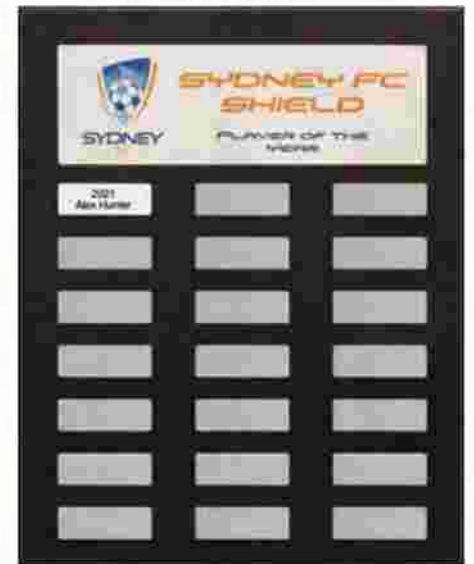 SYDNEY
SYDNEY FC
SHIELD
PLAYER OF THE
YEAR
2021
Alex Hunter